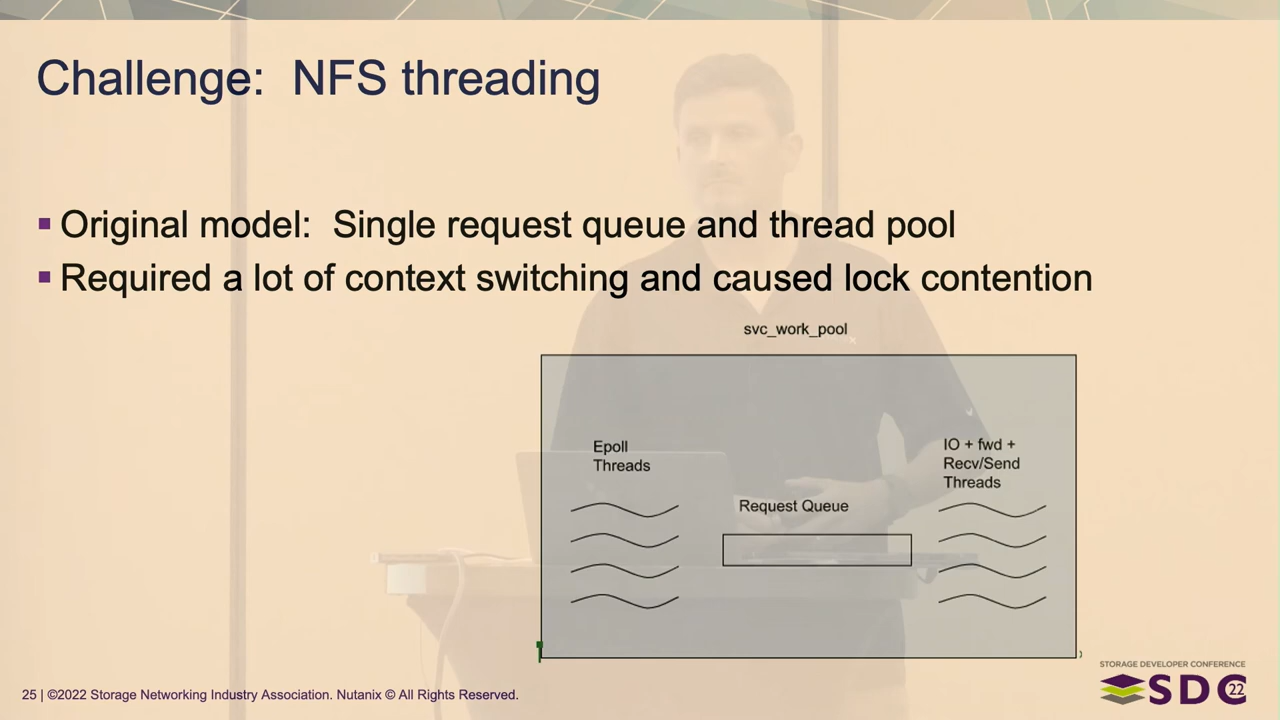 Challenge: NFS threading
▪ Original model: Single request queue and thread pool
▪ Required a lot of context switching and caused lock contention
svc_work_pool
Epoll
Threads
Request Queue
IO + fwd +
Recv/Send
Threads
25 | ©2022 Storage Networking Industry Association. Nutanix © All Rights Reserved.
STORAGE DEVELOPER CONFERENCE
SDC 22